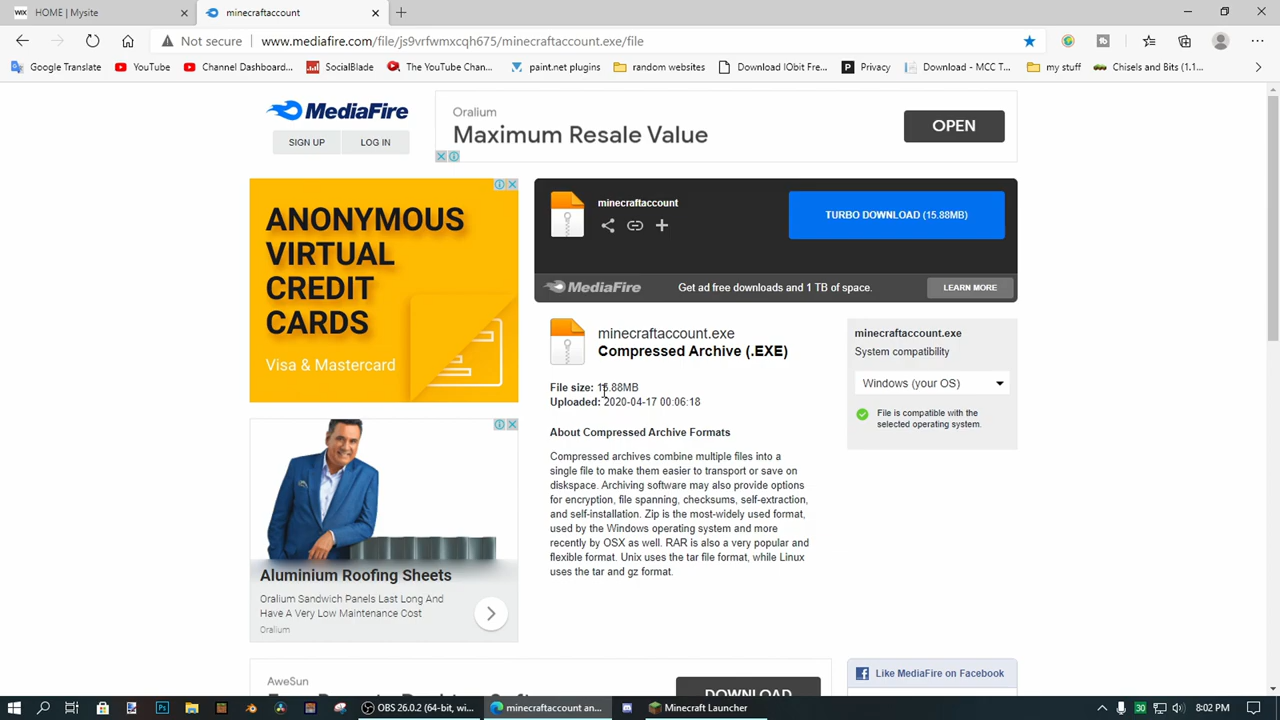 WIX HOME | Mysite
minecraftaccount
Not secure www.mediafire.com/file/js9vrfwmxcqh675/minecraftaccount.exe/file
Google Translate YouTube Channel Dashboard... SocialBlade The YouTube Chan... paint.net plugins random websites Download IObit Fre... Privacy Download - MCC T... my stuff Chisels and Bits (1.1...
MediaFire
SIGN UP LOG IN
Oralium
Maximum Resale Value
OPEN
ANONYMOUS
VIRTUAL
CREDIT
CARDS
Visa & Mastercard
minecraftaccount
TURBO DOWNLOAD (15.88MB)
MediaFire Get ad free downloads and 1 TB of space. LEARN MORE
minecraftaccount.exe
Compressed Archive (.EXE)
File size: 15.88MB
Uploaded: 2020-04-17 00:06:18
About Compressed Archive Formats
Compressed archives combine multiple files into a
single file to make them easier to transport or save on
diskspace. Archiving software may also provide options
for encryption, file spanning, checksums, self-extraction,
and self-installation. Zip is the most-widely used format,
used by the Windows operating system and more
recently by OSX as well. RAR is also a very popular and
flexible format. Unix uses the tar file format, while Linux
uses the tar and gz format.
minecraftaccount.exe
System compatibility
Windows (your OS)
File is compatible with the
selected operating system.
Aluminium Roofing Sheets
Oralium Sandwich Panels Last Long And
Have A Very Low Maintenance Cost
Oralium
AweSun
DOWNLOAD
Like MediaFire on Facebook
OBS 26.0.2 (64-bit, wi... minecraftaccount an... Minecraft Launcher
30 8:02 PM